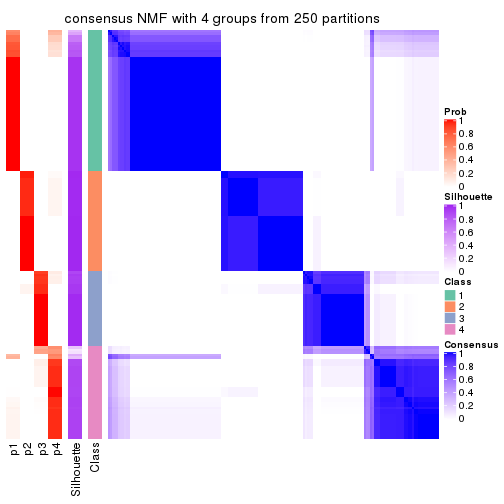 consensus NMF with 4 groups from 250 partitions
Prob
1
0.8
0.6
0.4
0.2
0
Silhouette
1
0.8
0.6
0.4
0.2
0
Class
1
2
3
4
Consensus
1
0.8
0.6
0.4
0.2
0
p1
p2
p3
p4
Silhouette
Class